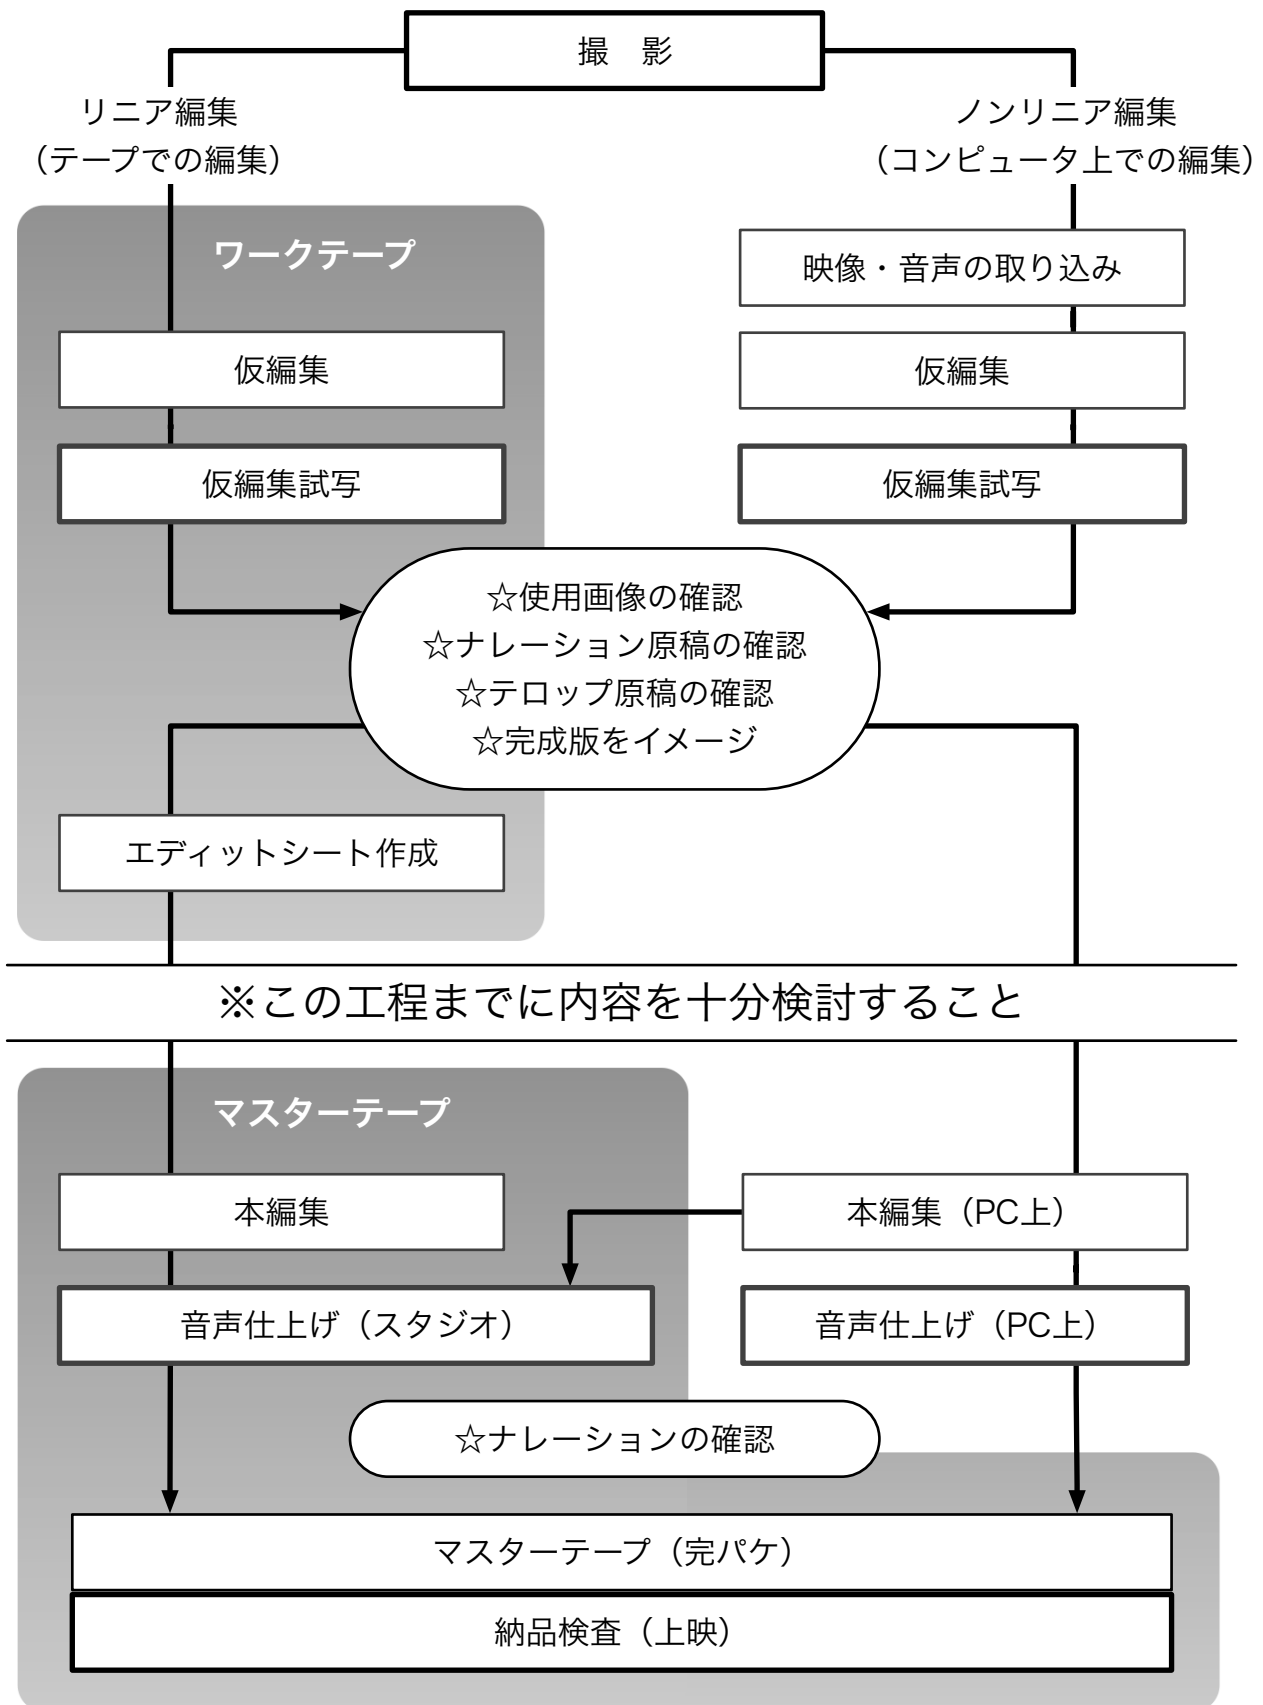 撮　影
リニア編集
（テープでの編集）
ノンリニア編集
（コンピュータ上での編集）
ワークテープ
映像・音声の取り込み
仮編集
仮編集
仮編集試写
仮編集試写
☆使用画像の確認
☆ナレーション原稿の確認
☆テロップ原稿の確認
☆完成版をイメージ
エディットシート作成
※この工程までに内容を十分検討すること
マスターテープ
本編集
本編集（PC上）
音声仕上げ（スタジオ）
音声仕上げ（PC上）
☆ナレーションの確認
マスターテープ（完パケ）
納品検査（上映）